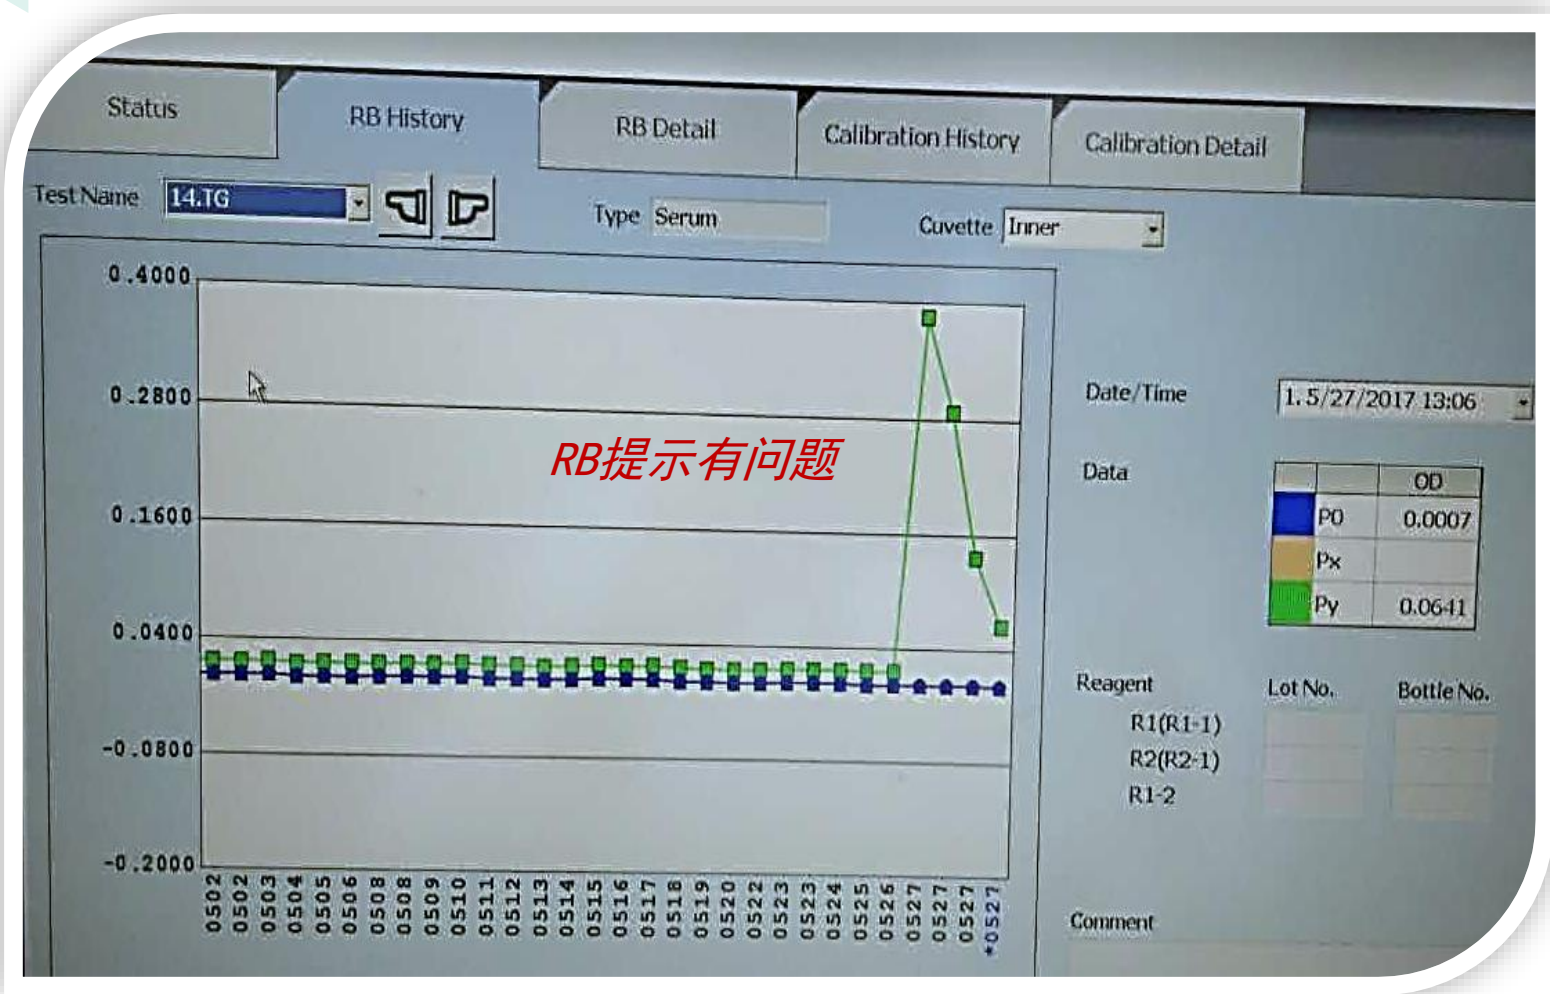 Status RB History RB Detail Calibration History Calibration Detail
Test Name 14.TG Type Serum Cuvette Inner
0.4000
0.2800
0.1600
0.0400
-0.0800
-0.2000
RB提示有问题
0502 0502 0503 0504 0505 0506 0508 0508 0509 0510 0511 0512 0513 0514 0515 0516 0517 0518 0519 0520 0522 0523 0523 0524 0525 0526 0527 0527 0527 *0527
Date/Time 1. 5/27/2017 13:06
Data OD
P0 0.0007
Px
Py 0.0641
Reagent Lot No. Bottle No.
R1(R1-1)
R2(R2-1)
R1-2
Comment